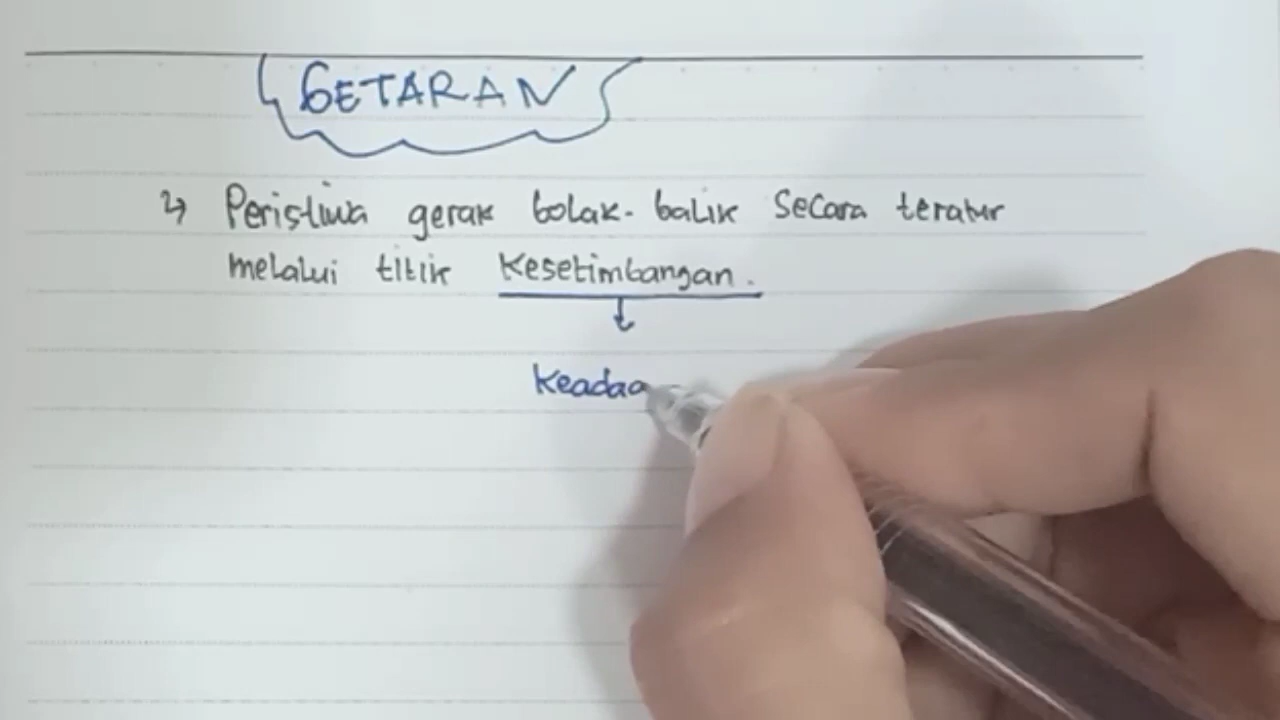 GETARAN
↳ Peristiwa gerak bolak-balik secara teratur
melalui titik Kesetimbangan.
↓
Keadaa